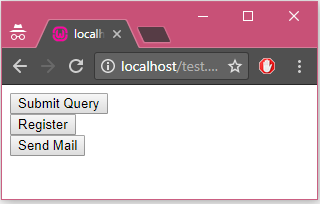 localh
localhost/test....
Submit Query
Register
Send Mail